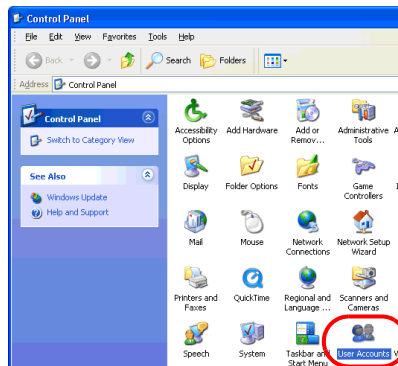 Control Panel
File Edit View Favorites Tools Help
Back Search Folders
Address Control Panel
Control Panel
Switch to Category View
See Also
Windows Update
Help and Support
Accessibility Options
Add Hardware
Add or Remov...
Administrative Tools
Display
Folder Options
Fonts
Game Controllers
Mail
Mouse
Network Connections
Network Setup Wizard
Printers and Faxes
QuickTime
Regional and Language ...
Scanners and Cameras
Speech
System
Taskbar and Start Menu
User Accounts